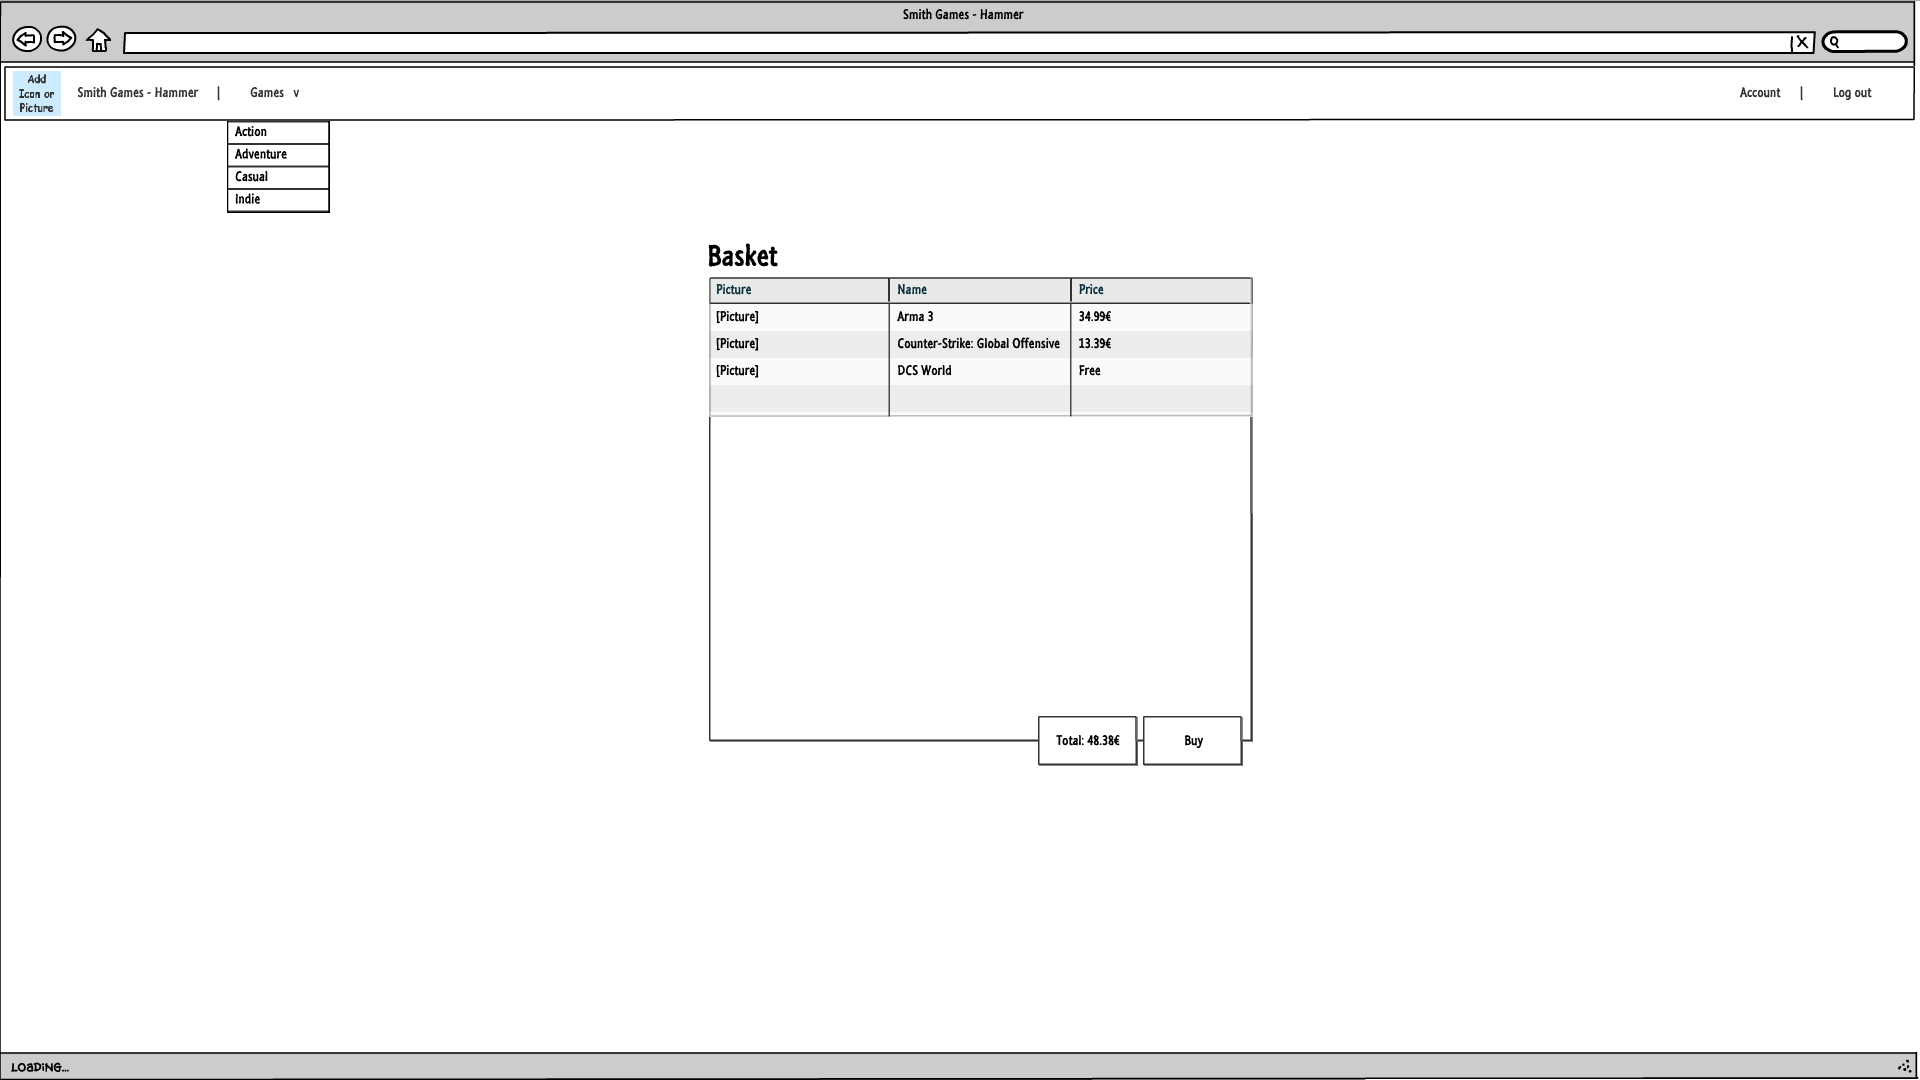 Smith Games - Hammer
Add
Icon or
Picture
Smith Games - Hammer | Games v Account | Log out
Action
Adventure
Casual
Indie
Basket
Picture Name Price
[Picture] Arma 3 34.99€
[Picture] Counter-Strike: Global Offensive 13.39€
[Picture] DCS World Free
Total: 48.38€ Buy
LOADING...